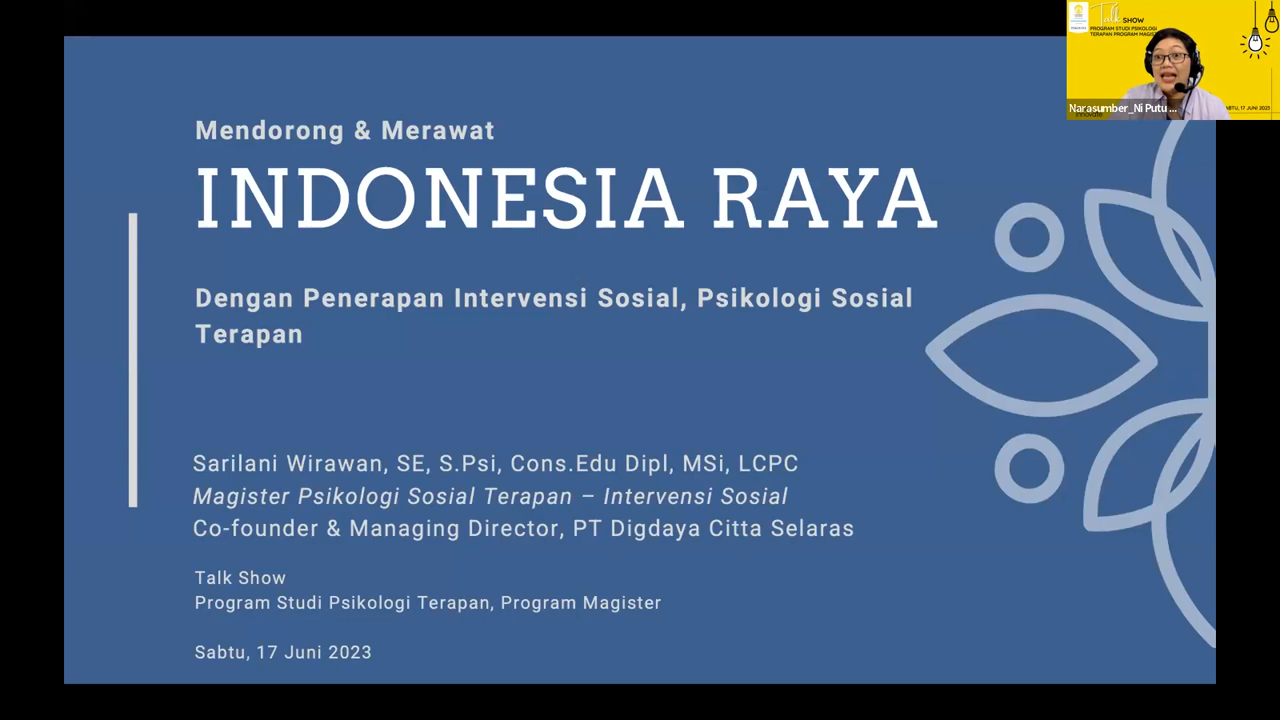 Mendorong & Merawat
INDONESIA RAYA
Dengan Penerapan Intervensi Sosial, Psikologi Sosial
Terapan
Sarilani Wirawan, SE, S.Psi, Cons.Edu Dipl, MSi, LCPC
Magister Psikologi Sosial Terapan – Intervensi Sosial
Co-founder & Managing Director, PT Digdaya Citta Selaras
Talk Show
Program Studi Psikologi Terapan, Program Magister
Sabtu, 17 Juni 2023
Talk SHOW
PROGRAM STUDI PSIKOLOGI
TERAPAN PROGRAM MAGIST
Narasumber_Ni Putu ...
SABTU, 17 JUNI 2023